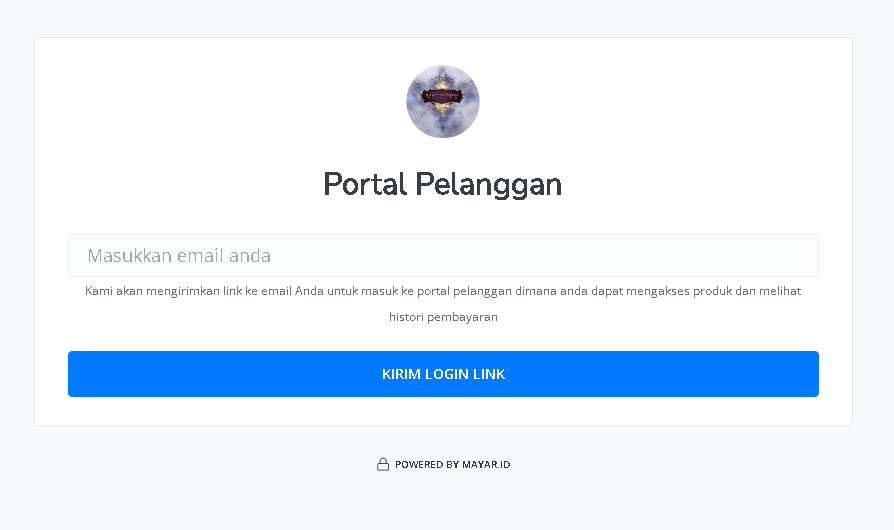 VICTORY
Portal Pelanggan
Masukkan email anda
Kami akan mengirimkan link ke email Anda untuk masuk ke portal pelanggan dimana anda dapat mengakses produk dan melihat
histori pembayaran
KIRIM LOGIN LINK
POWERED BY MAYAR.ID